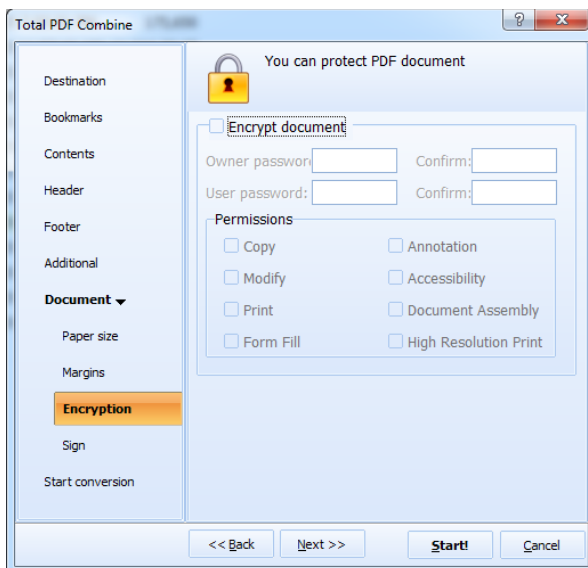 Total PDF Combine
You can protect PDF document
Destination
Bookmarks
Contents
Header
Footer
Additional
Document
Paper size
Margins
Encryption
Sign
Start conversion
Encrypt document
Owner passwor Confirm:
User password: Confirm:
Permissions
Copy Annotation
Modify Accessibility
Print Document Assembly
Form Fill High Resolution Print
<< Back Next >> Start! Cancel